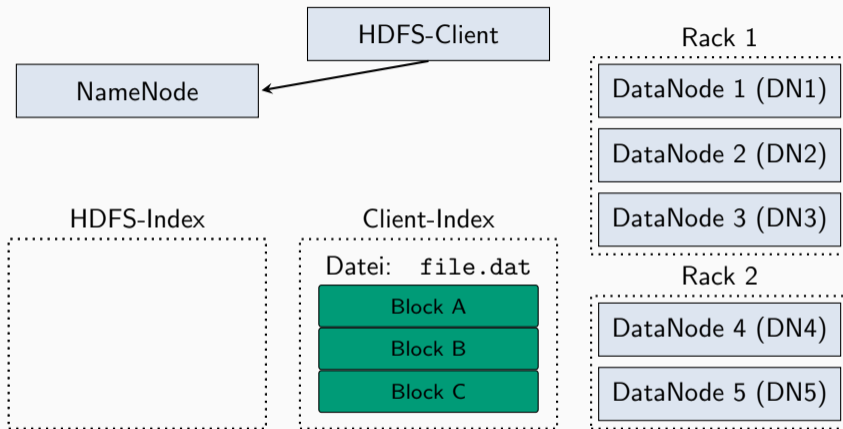 HDFS-Client
NameNode
HDFS-Index
Client-Index
Datei: file.dat
Block A
Block B
Block C
Rack 1
DataNode 1 (DN1)
DataNode 2 (DN2)
DataNode 3 (DN3)
Rack 2
DataNode 4 (DN4)
DataNode 5 (DN5)